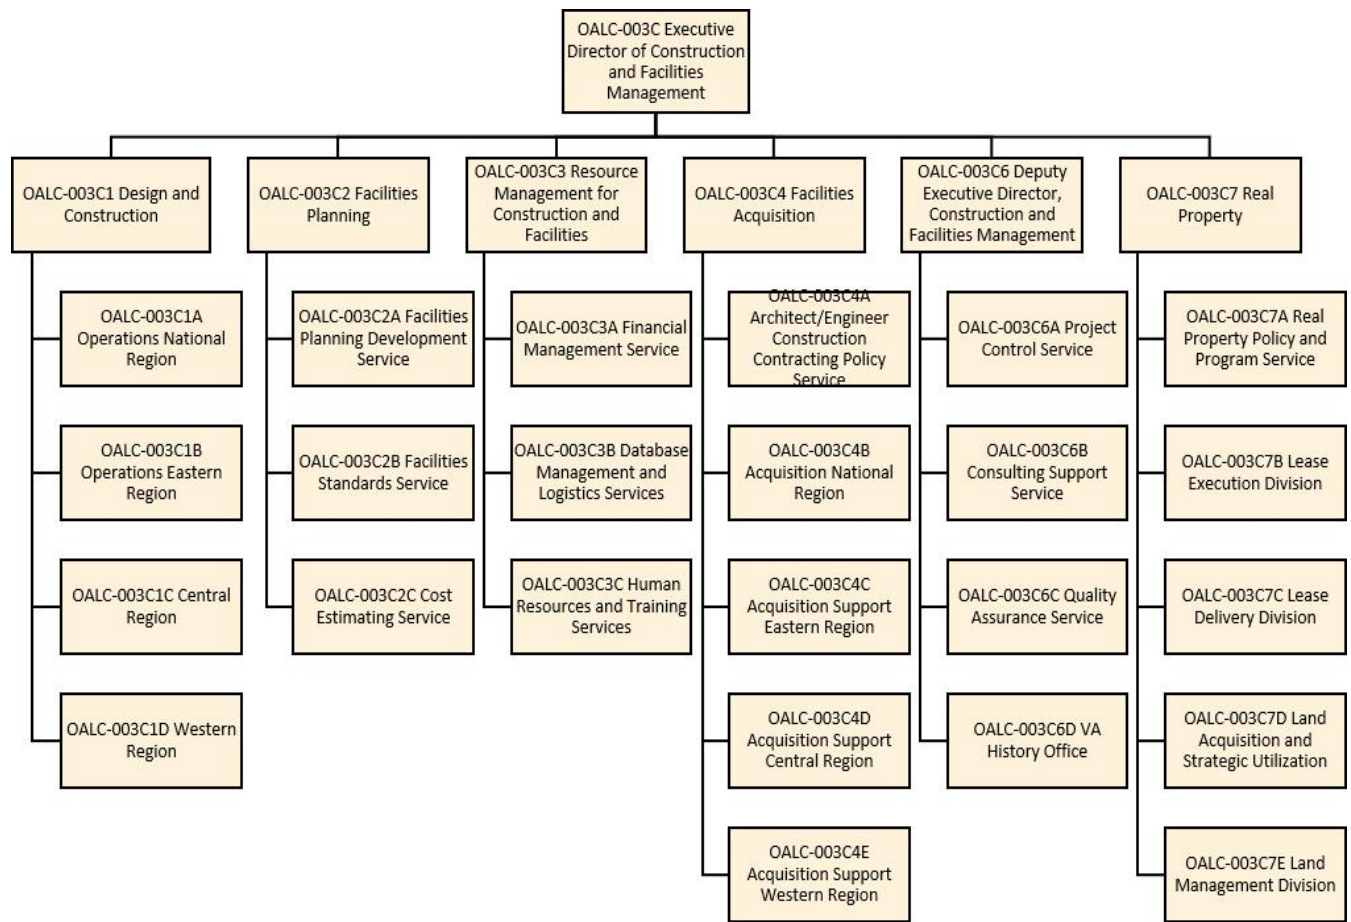 OALC-003C Executive
Director of Construction
and Facilities
Management
OALC-003C1 Design and
Construction
OALC-003C2 Facilities
Planning
OALC-003C3 Resource
Management for
Construction and
Facilities
OALC-003C4 Facilities
Acquisition
OALC-003C6 Deputy
Executive Director,
Construction and
Facilities Management
OALC-003C7 Real
Property
OALC-003C1A
Operations National
Region
OALC-003C2A Facilities
Planning Development
Service
OALC-003C3A Financial
Management Service
OALC-003C4A
Architect/Engineer
Construction
Contracting Policy
Service
OALC-003C6A Project
Control Service
OALC-003C7A Real
Property Policy and
Program Service
OALC-003C1B
Operations Eastern
Region
OALC-003C2B Facilities
Standards Service
OALC-003C3B Database
Management and
Logistics Services
OALC-003C4B
Acquisition National
Region
OALC-003C6B
Consulting Support
Service
OALC-003C7B Lease
Execution Division
OALC-003C1C Central
Region
OALC-003C2C Cost
Estimating Service
OALC-003C3C Human
Resources and Training
Services
OALC-003C4C
Acquisition Support
Eastern Region
OALC-003C6C Quality
Assurance Service
OALC-003C7C Lease
Delivery Division
OALC-003C1D Western
Region
OALC-003C4D
Acquisition Support
Central Region
OALC-003C6D VA
History Office
OALC-003C7D Land
Acquisition and
Strategic Utilization
OALC-003C4E
Acquisition Support
Western Region
OALC-003C7E Land
Management Division